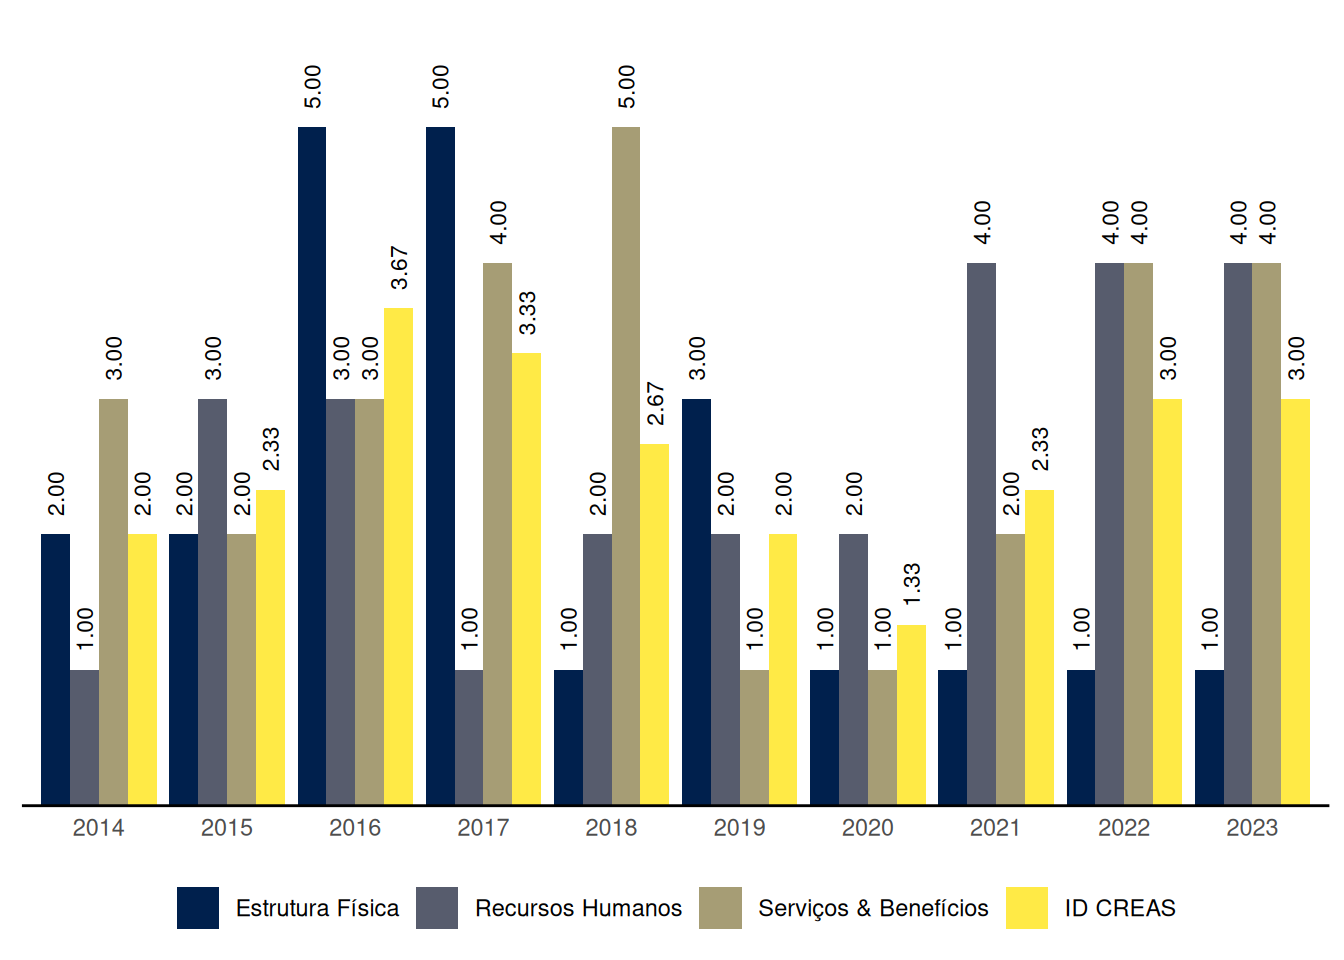 2.00 1.00 3.00 2.00
2.00 3.00 2.00 2.33
5.00 3.00 3.00 3.67
5.00 1.00 4.00 3.33
1.00 2.00 5.00 2.67
3.00 2.00 1.00 2.00
1.00 2.00 1.00 1.33
1.00 4.00 2.00 2.33
1.00 4.00 4.00 3.00
1.00 4.00 4.00 3.00
2014 2015 2016 2017 2018 2019 2020 2021 2022 2023
Estrutura Física Recursos Humanos Serviços & Benefícios ID CREAS